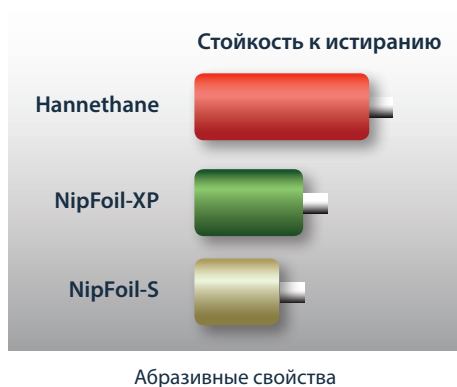 Стойкость к истиранию
Hannethane
NipFoil-XP
NipFoil-S
Абразивные свойства